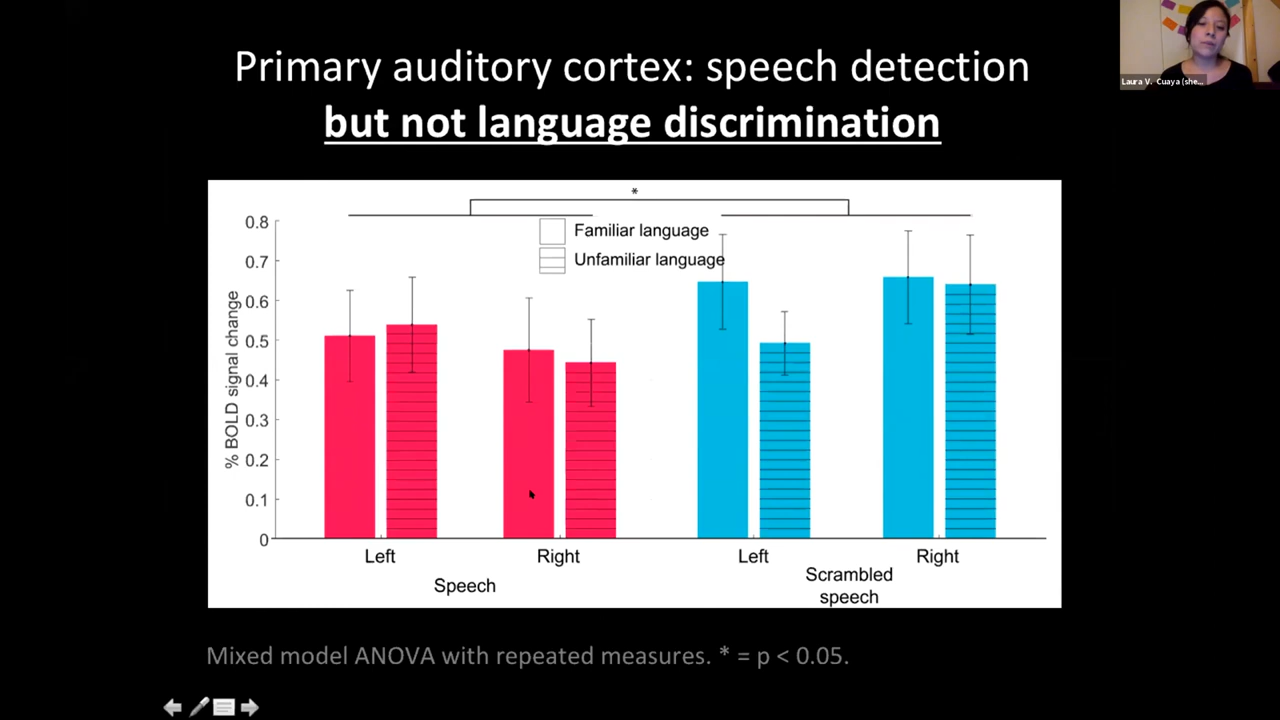 Primary auditory cortex: speech detection
but not language discrimination
Laura V. Cuaya (she...
*
Familiar language
Unfamiliar language
% BOLD signal change
0.8
0.7
0.6
0.5
0.4
0.3
0.2
0.1
0
Left
Right
Left
Right
Speech
Scrambled
speech
Mixed model ANOVA with repeated measures. * = p < 0.05.